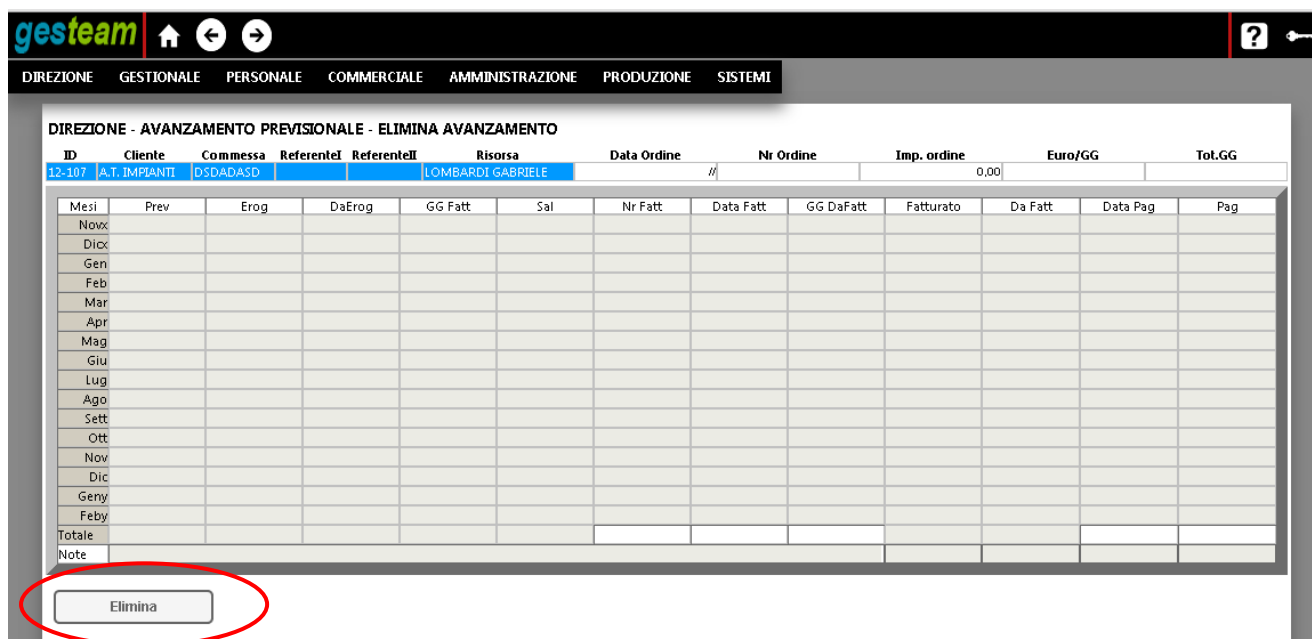 gesteam ?
DIREZIONE GESTIONALE PERSONALE COMMERCIALE AMMINISTRAZIONE PRODUZIONE SISTEMI
DIREZIONE - AVANZAMENTO PREVISIONALE - ELIMINA AVANZAMENTO
ID Cliente Commessa ReferenteI ReferenteII Risorsa Data Ordine Nr Ordine Imp. ordine Euro/GG Tot.GG
12-107 A.T. IMPIANTI DSDADASD LOMBARDI GABRIELE // 0,00
Mesi Prev Erog DaErog GG Fatt Sal Nr Fatt Data Fatt GG DaFatt Fatturato Da Fatt Data Pag Pag
Novx
Dicx
Gen
Feb
Mar
Apr
Mag
Giu
Lug
Ago
Sett
Ott
Nov
Dic
Geny
Feby
Totale
Note
Elimina